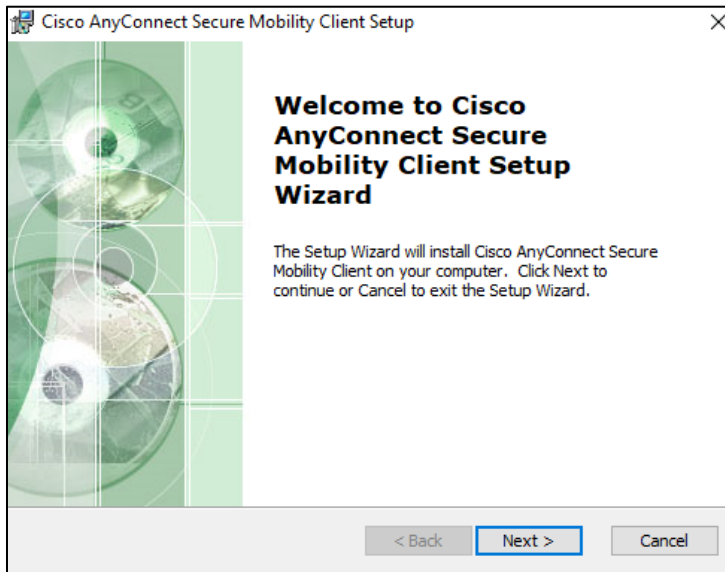 Cisco AnyConnect Secure Mobility Client Setup
Welcome to Cisco
AnyConnect Secure
Mobility Client Setup
Wizard
The Setup Wizard will install Cisco AnyConnect Secure
Mobility Client on your computer. Click Next to
continue or Cancel to exit the Setup Wizard.
< Back
Next >
Cancel